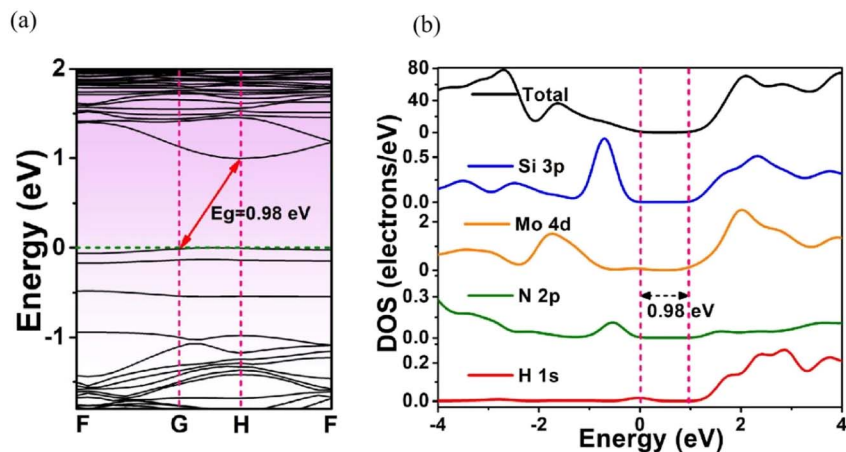 (a)
2
1
0
-1
Energy (eV)
Eg=0.98 eV
F G H F
(b)
DOS (electrons/eV)
80
40
0
Total
0.5
0.0
Si 3p
2
0
Mo 4d
0.98 eV
0.3
0.0
N 2p
0.2
0.0
H 1s
-4 -2 0 2 4
Energy (eV)